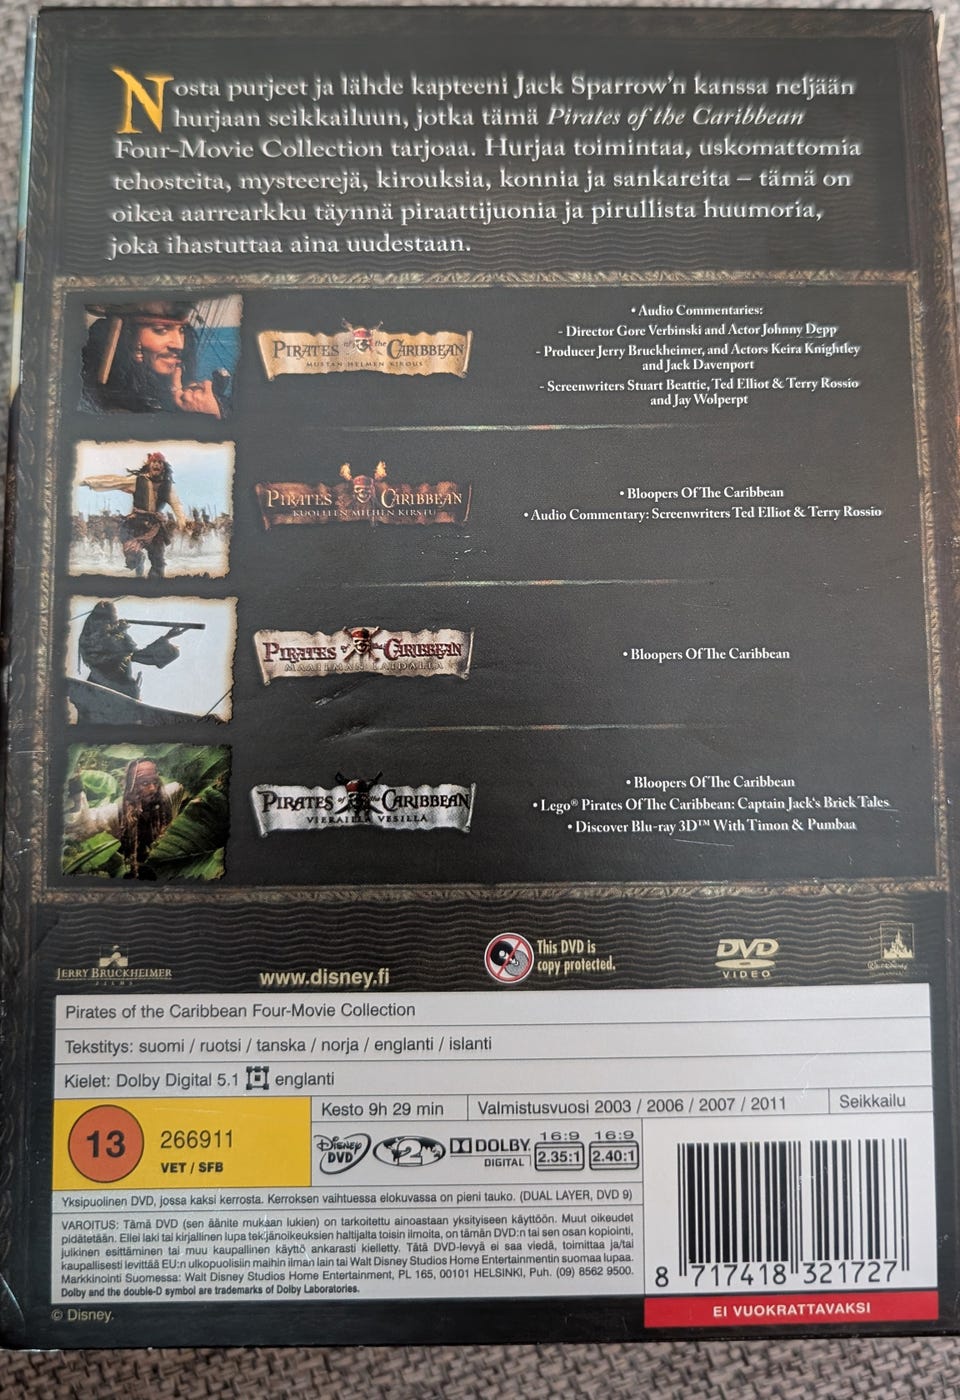 Nosta purjeet ja lähde kapteeni Jack Sparrow'n kanssa neljään
hurjaan seikkailuun, jotka tämä Pirates of the Caribbean
Four-Movie Collection tarjoaa. Hurjaa toimintaa, uskomattomia
tehosteita, mysteerejä, kirouksia, konnia ja sankareita – tämä on
oikea aarrearkku täynnä piraattijuonia ja pirullista huumoria,
joka ihastuttaa aina uudestaan.
PIRATES of the CARIBBEAN
MUSTAN HELMEN KIROUS
• Audio Commentaries:
- Director Gore Verbinski and Actor Johnny Depp
- Producer Jerry Bruckheimer, and Actors Keira Knightley
and Jack Davenport
- Screenwriters Stuart Beattie, Ted Elliot & Terry Rossio
and Jay Wolperpt
PIRATES of the CARIBBEAN
KUOLLEEN MIEHEN KIRSTU
• Bloopers Of The Caribbean
• Audio Commentary: Screenwriters Ted Elliot & Terry Rossio
PIRATES of the CARIBBEAN
MAAILMAN LAIDALLA
• Bloopers Of The Caribbean
PIRATES of the CARIBBEAN
VIERAILLA VESILLÄ
• Bloopers Of The Caribbean
• Lego® Pirates Of The Caribbean: Captain Jack's Brick Tales
• Discover Blu-ray 3D™ With Timon & Pumbaa
JERRY BRUCKHEIMER
FILMS
www.disney.fi
This DVD is
copy protected.
DVD
VIDEO
Pirates of the Caribbean Four-Movie Collection
Tekstitys: suomi / ruotsi / tanska / norja / englanti / islanti
Kielet: Dolby Digital 5.1 englanti
13
266911
VET / SFB
Kesto 9h 29 min
Valmistusvuosi 2003 / 2006 / 2007 / 2011
Seikkailu
Disney
DVD
2
DOLBY
DIGITAL
16:9
2.35:1
16:9
2.40:1
Yksipuolinen DVD, jossa kaksi kerrosta. Kerroksen vaihtuessa elokuvassa on pieni tauko. (DUAL LAYER, DVD 9)
VAROITUS: Tämä DVD (sen äänite mukaan lukien) on tarkoitettu ainoastaan yksityiseen käyttöön. Muut oikeudet
pidätetään. Ellei laki tai kirjallinen lupa tekijänoikeuksien haltijalta toisin ilmoita, on tämän DVD:n tai sen osan kopiointi,
julkinen esittäminen tai muu kaupallinen käyttö ankarasti kielletty. Tätä DVD-levyä ei saa viedä, toimittaa ja/tai
kaupallisesti levittää EU:n ulkopuolisiin maihin ilman lain tai Walt Disney Studios Home Entertainmentin suomaa lupaa.
Markkinointi Suomessa: Walt Disney Studios Home Entertainment, PL 165, 00101 HELSINKI, Puh. (09) 8562 9500.
Dolby and the double-D symbol are trademarks of Dolby Laboratories.
8 717418 321727
EI VUOKRATTAVAKSI
© Disney.